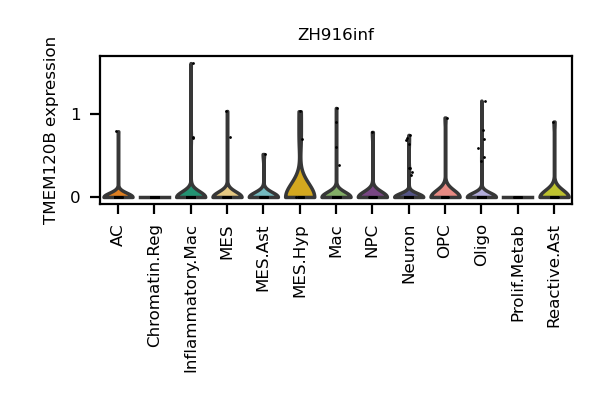 ZH916inf
TMEM120B expression
1
0
AC
Chromatin.Reg
Inflammatory.Mac
MES
MES.Ast
MES.Hyp
Mac
NPC
Neuron
OPC
Oligo
Prolif.Metab
Reactive.Ast